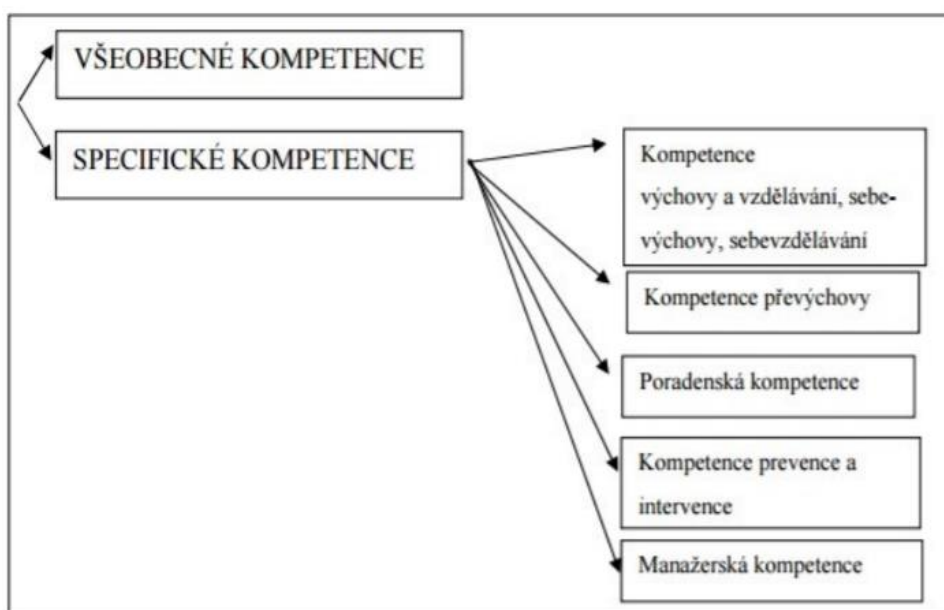 VŠEOBECNÉ KOMPETENCE
SPECIFICKÉ KOMPETENCE
Kompetence
výchovy a vzdělávání, sebe-
výchovy, sebevzdělávání
Kompetence převýchovy
Poradenská kompetence
Kompetence prevence a
intervence
Manažerská kompetence